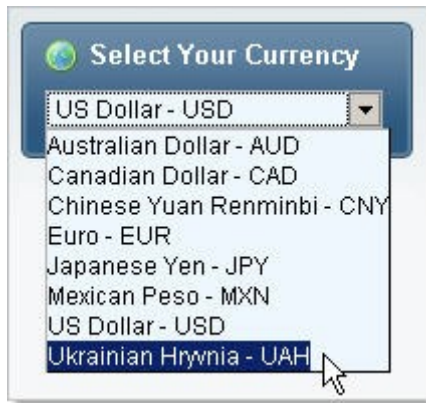 Select Your Currency
US Dollar - USD
Australian Dollar - AUD
Canadian Dollar - CAD
Chinese Yuan Renminbi - CNY
Euro - EUR
Japanese Yen - JPY
Mexican Peso - MXN
US Dollar - USD
Ukrainian Hryvnia - UAH